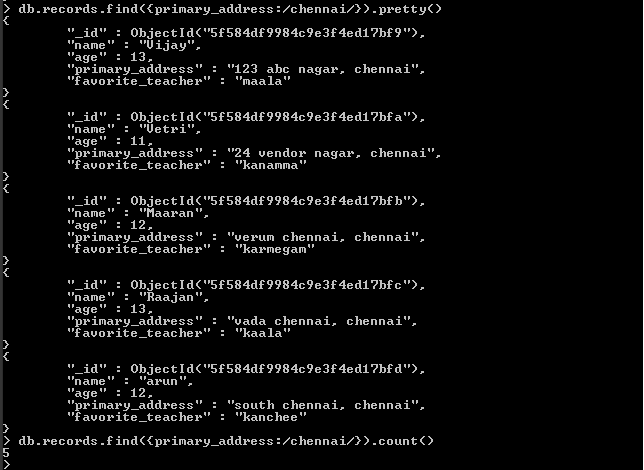 > db.records.find({primary_address:/chennai/}).pretty()
{
"_id" : ObjectId("5f584df9984c9e3f4ed17bf9"),
"name" : "Vijay",
"age" : 13,
"primary_address" : "123 abc nagar, chennai",
"favorite_teacher" : "maala"
}
{
"_id" : ObjectId("5f584df9984c9e3f4ed17bfa"),
"name" : "Vetri",
"age" : 11,
"primary_address" : "24 vendor nagar, chennai",
"favorite_teacher" : "kanamma"
}
{
"_id" : ObjectId("5f584df9984c9e3f4ed17bfb"),
"name" : "Maaran",
"age" : 12,
"primary_address" : "verum chennai, chennai",
"favorite_teacher" : "karmegam"
}
{
"_id" : ObjectId("5f584df9984c9e3f4ed17bfc"),
"name" : "Raajan",
"age" : 13,
"primary_address" : "vada chennai, chennai",
"favorite_teacher" : "kaala"
}
{
"_id" : ObjectId("5f584df9984c9e3f4ed17bfd"),
"name" : "arun",
"age" : 12,
"primary_address" : "south chennai, chennai",
"favorite_teacher" : "kanchee"
}
> db.records.find({primary_address:/chennai/}).count()
5
>